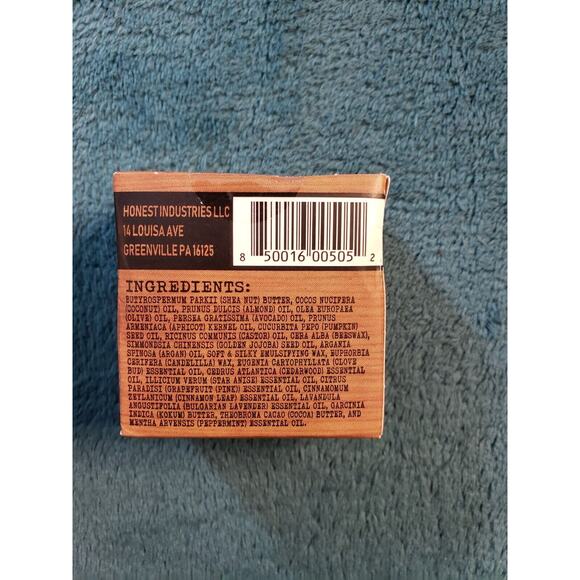 HONEST INDUSTRIES LLC
14 LOUISA AVE
GREENVILLE PA 16125
8 50016 00505 2
INGREDIENTS:
BUTYROSPERMUM PARKII (SHEA NUT) BUTTER, COCOS NUCIFERA
(COCONUT) OIL, PRUNUS DULCIS (ALMOND) OIL, OLEA EUROPAEA
(OLIVE) OIL, PERSEA GRATISSIMA (AVOCADO) OIL, PRUNUS
ARMENIACA (APRICOT) KERNEL OIL, CUCURBITA PEPO (PUMPKIN)
SEED OIL, RICINUS COMMUNIS (CASTOR) OIL, CERA ALBA (BEESWAX),
SIMMONDSIA CHINENSIS (GOLDEN JOJOBA) SEED OIL, ARGANIA
SPINOSA (ARGAN) OIL, SOFT & SILKY EMULSIFYING WAX, EUPHORBIA
CERIFERA (CANDELILLA) WAX, EUGENIA CARYOPHYLLATA (CLOVE
BUD) ESSENTIAL OIL, CEDRUS ATLANTICA (CEDARWOOD) ESSENTIAL
OIL, ILLICIUM VERUM (STAR ANISE) ESSENTIAL OIL, CITRUS
PARADISI (GRAPEFRUIT (PINK)) ESSENTIAL OIL, CINNAMOMUM
ZEYLANICUM (CINNAMON LEAF) ESSENTIAL OIL, LAVANDULA
ANGUSTIFOLIA (BULGARIAN LAVENDER) ESSENTIAL OIL, GARCINIA
INDICA (KOKUM) BUTTER, THEOBROMA CACAO (COCOA) BUTTER, AND
MENTHA ARVENSIS (PEPPERMINT) ESSENTIAL OIL.